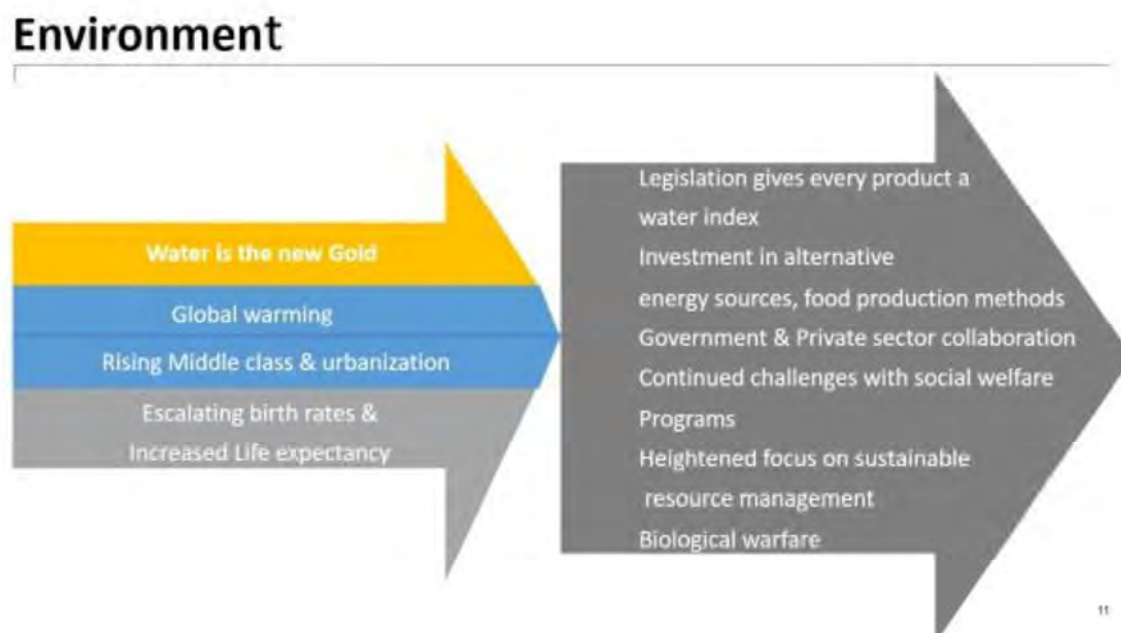 Environment
Water is the new Gold
Global warming
Rising Middle class & urbanization
Escalating birth rates &
Increased Life expectancy
Legislation gives every product a
water index
Investment in alternative
energy sources, food production methods
Government & Private sector collaboration
Continued challenges with social welfare
Programs
Heightened focus on sustainable
resource management
Biological warfare
11